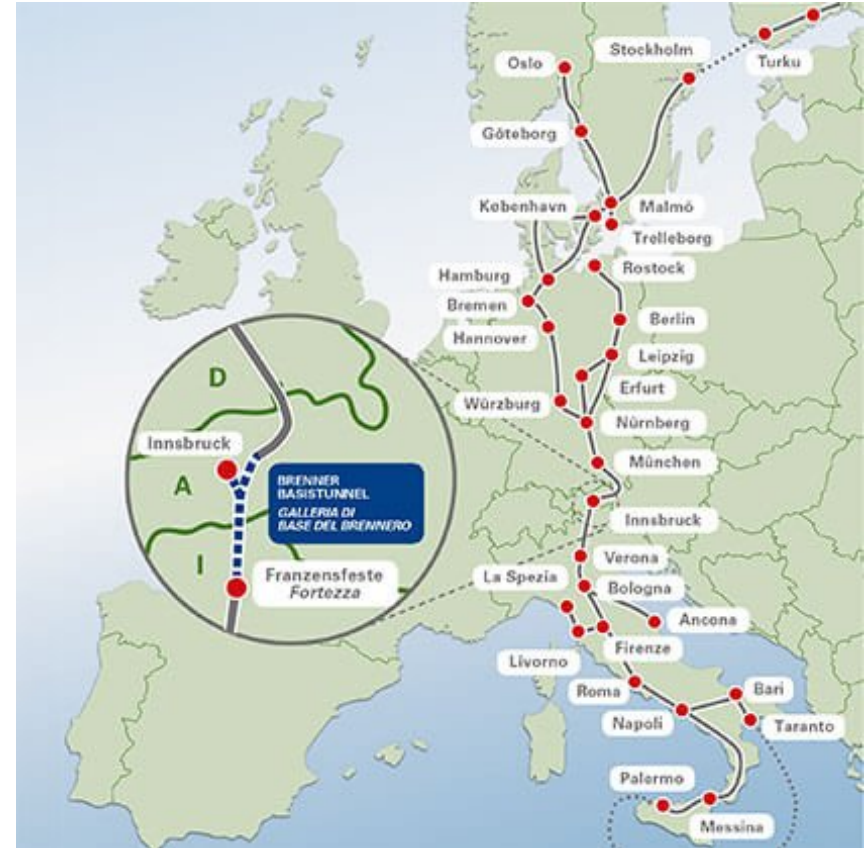 Stockholm
Oslo
Turku
Göteborg
København
Malmö
Trelleborg
Hamburg
Rostock
Bremen
Berlin
Hannover
Leipzig
Erfurt
Würzburg
Nürnberg
München
Innsbruck
Verona
La Spezia
Bologna
Ancona
Firenze
Livorno
Roma
Bari
Napoli
Taranto
Palermo
Messina
D
Innsbruck
A
BRENNER
BASISTUNNEL
GALLERIA DI
BASE DEL BRENNERO
I
Franzensfeste
Fortezza